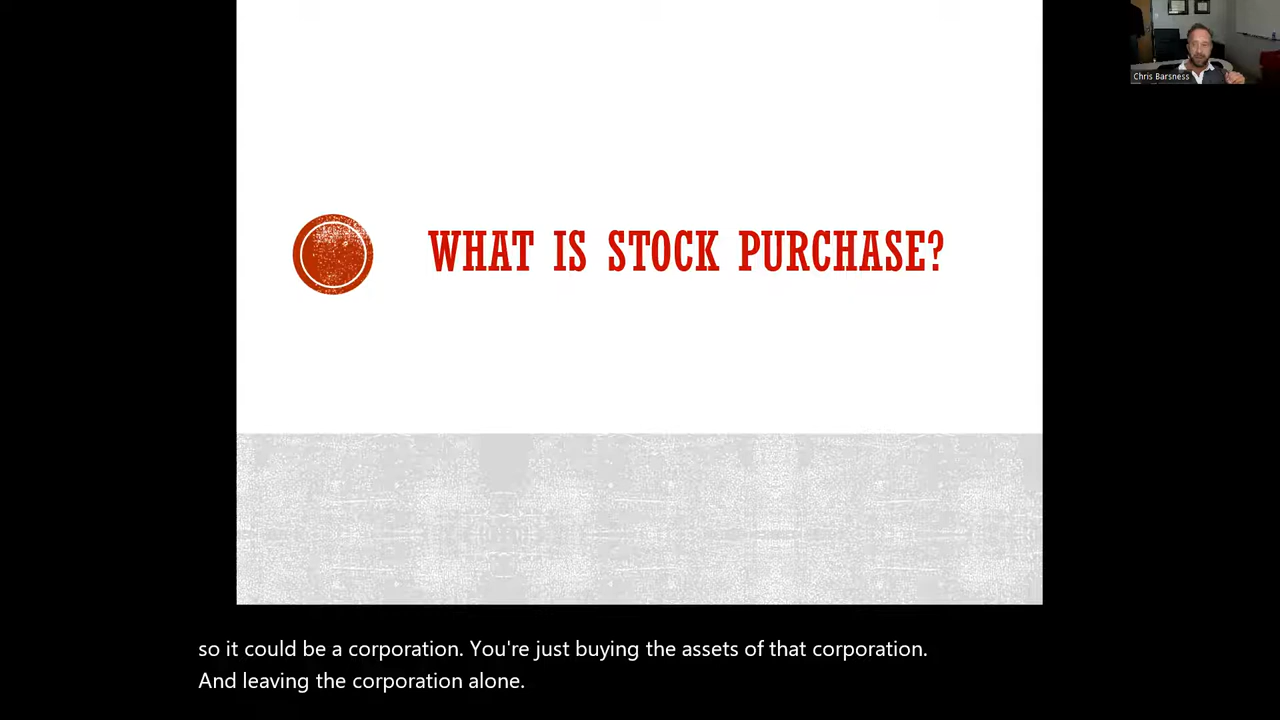 Chris Barsness
WHAT IS STOCK PURCHASE?
so it could be a corporation. You're just buying the assets of that corporation.
And leaving the corporation alone.